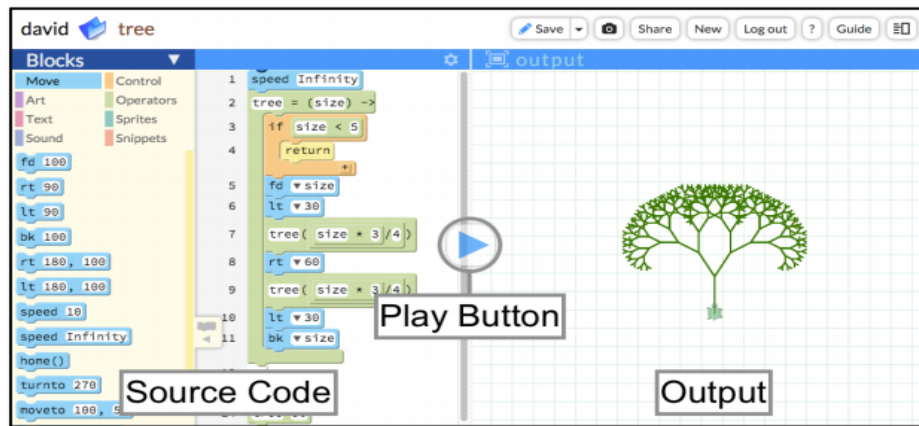 david tree
Save Share New Log out ? Guide
Blocks ▼
output
Move Control
Art Operators
Text Sprites
Sound Snippets
fd 100
rt 90
lt 90
bk 100
rt 180, 100
lt 180, 100
speed 10
speed Infinity
home()
turnto 270
moveto 100,
1 speed Infinity
2 tree = (size) ->
3 if size < 5
4 return
5 fd ▼ size
6 lt ▼ 30
7 tree( size * 3 /4 )
8 rt ▼ 60
9 tree( size * 3 /4 )
10 lt ▼ 30
11 bk ▼ size
Play Button
Source Code
Output